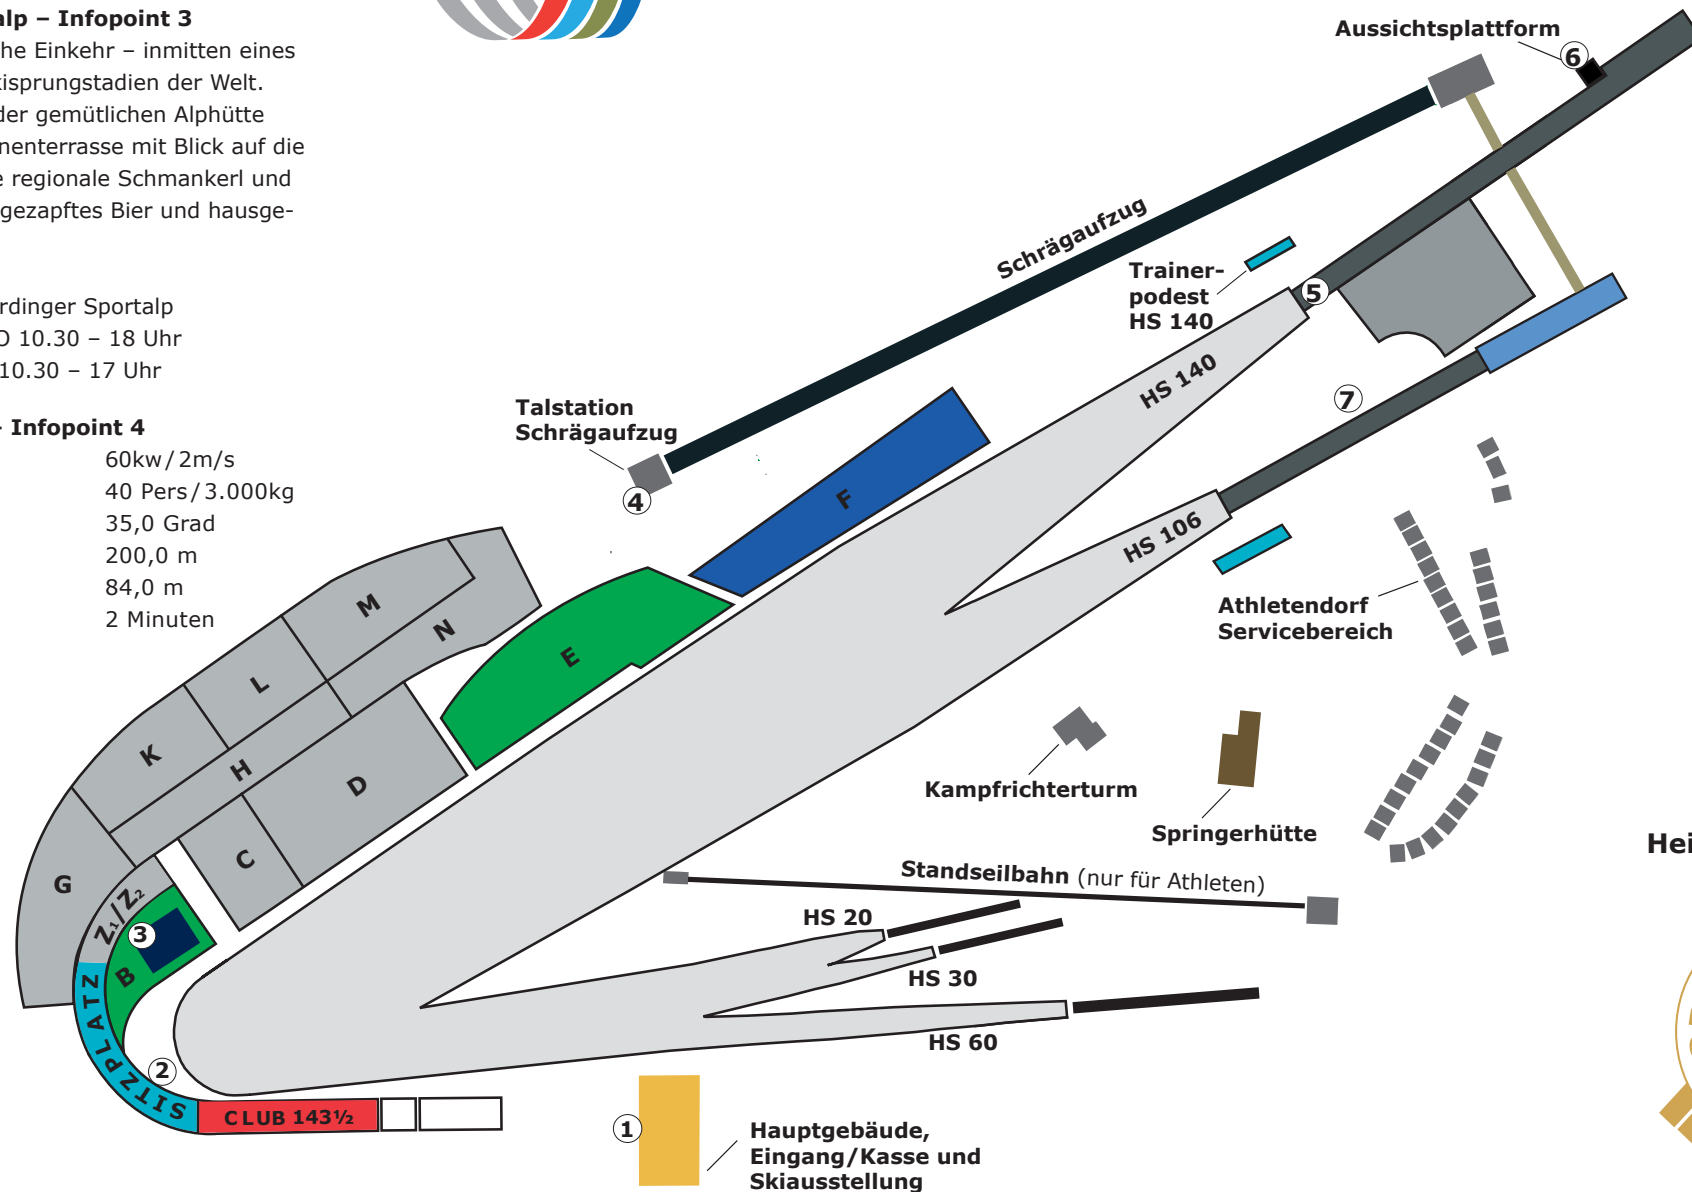 alp – Infopoint 3
he Einkehr – inmitten eines
kisprungstadien der Welt.
der gemütlichen Alphütte
nenterrasse mit Blick auf die
e regionale Schmankerl und
gezapftes Bier und hausge-
rdinger Sportalp
O 10.30 – 18 Uhr
10.30 – 17 Uhr
- Infopoint 4
60kw/2m/s
40 Pers/3.000kg
35,0 Grad
200,0 m
84,0 m
2 Minuten
Aussichtsplattform
6
Schrägaufzug
Trainer-
podest
HS 140
5
HS 140
7
Talstation
Schrägaufzug
4
F
HS 106
Athletendorf
Servicebereich
M
N
E
L
K
H
D
C
G
Z1/Z2
3
B
SITZPLATZ
2
CLUB 143½
Kampfrichterturm
Springerhütte
Standseilbahn (nur für Athleten)
HS 20
HS 30
HS 60
1
Hauptgebäude,
Eingang/Kasse und
Skiausstellung
Hei